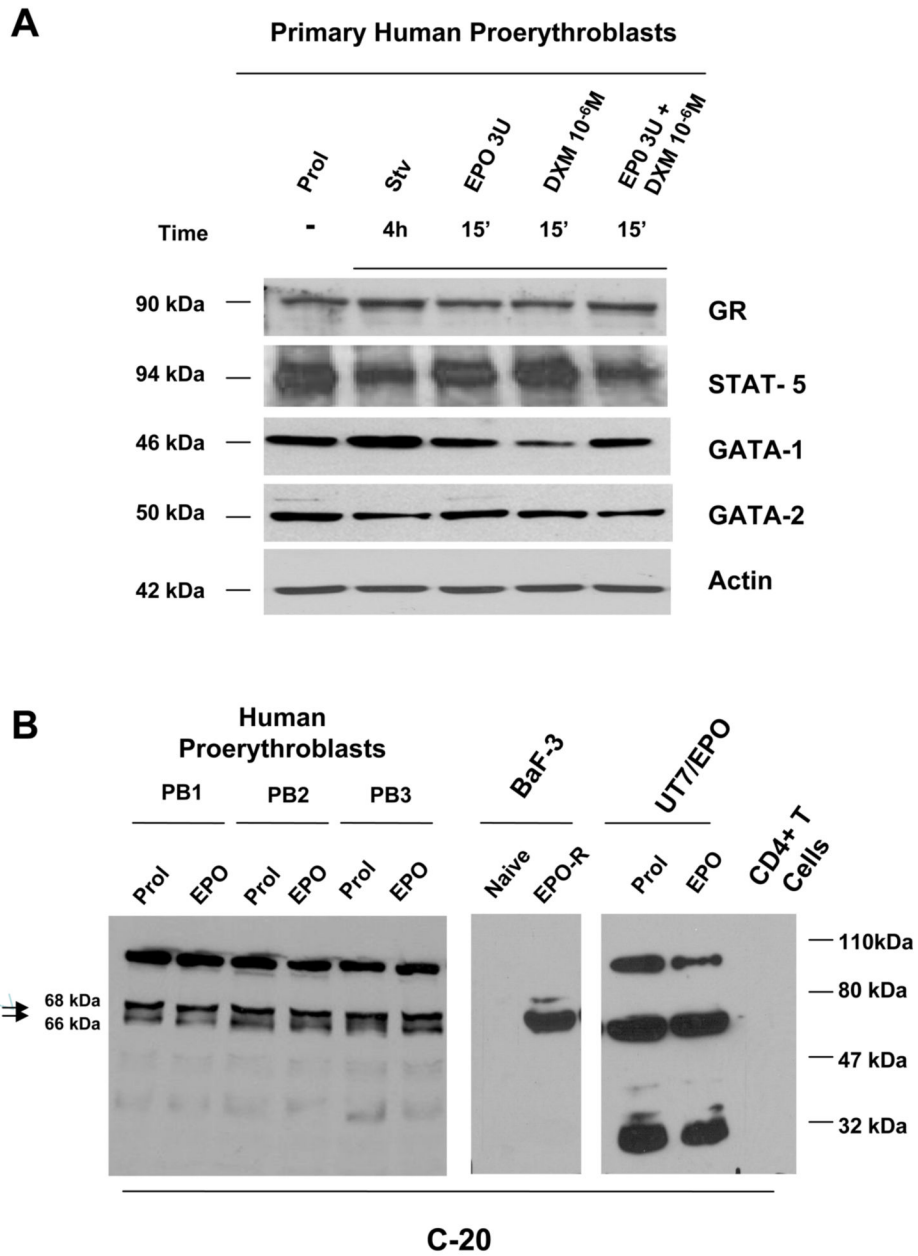 A
Primary Human Proerythroblasts
Prol
Stv
EPO 3U
DXM 10⁻⁶M
EP0 3U +
DXM 10⁻⁶M
Time
-
4h
15’
15’
15’
90 kDa
GR
94 kDa
STAT- 5
46 kDa
GATA-1
50 kDa
GATA-2
42 kDa
Actin
B
Human
Proerythroblasts
BaF-3
UT7/EPO
CD4+ T
Cells
PB1
PB2
PB3
Prol
EPO
Prol
EPO
Prol
EPO
Naive
EPO-R
Prol
EPO
110kDa
80 kDa
68 kDa
66 kDa
47 kDa
32 kDa
C-20